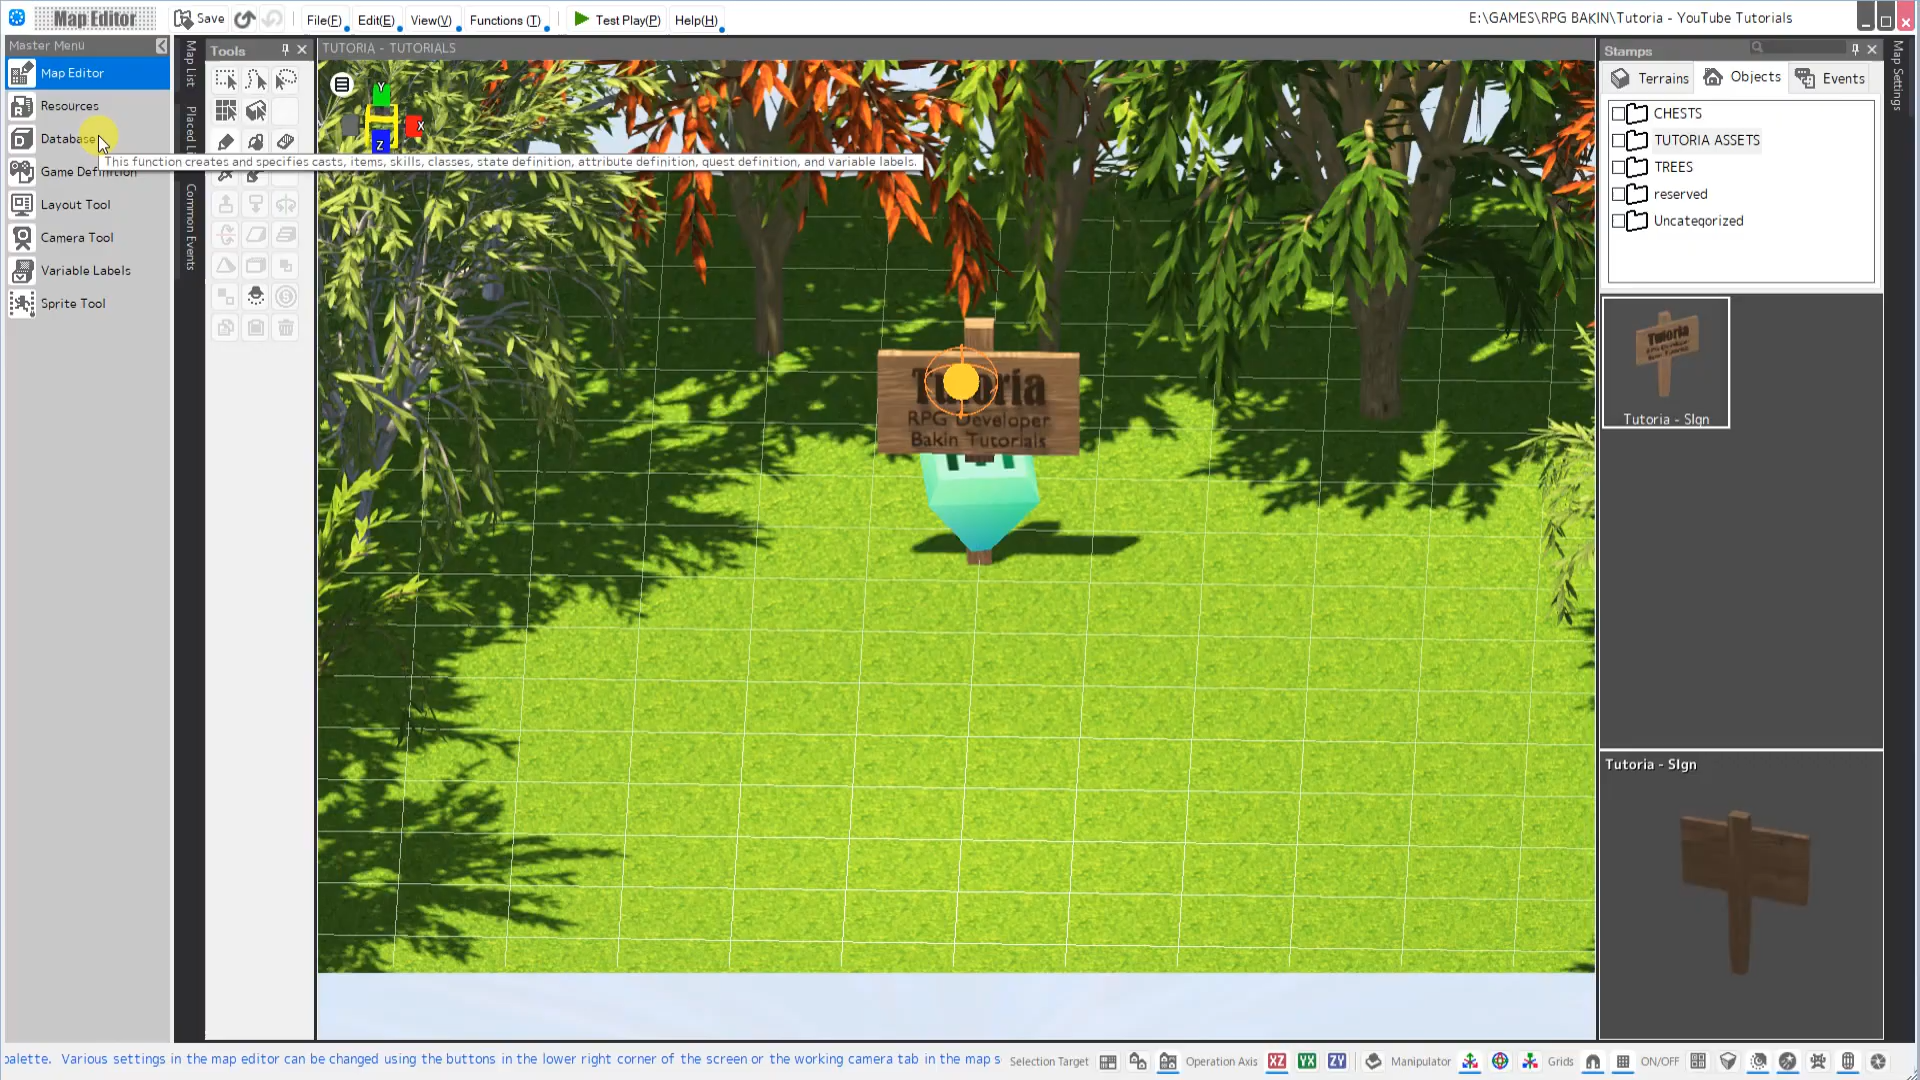 Map Editor
Save
File(F)
Edit(E)
View(V)
Functions (T)
Test Play(P)
Help(H)
E:\GAMES\RPG BAKIN\Tutoria - YouTube Tutorials
Master Menu
Map Editor
Resources
Database
Game Definition
Layout Tool
Camera Tool
Variable Labels
Sprite Tool
Map List
Common Events
Tools
TUTORIA - TUTORIALS
Y
X
Z
This function creates and specifies casts, items, skills, classes, state definition, attribute definition, quest definition, and variable labels.
Tutoria
RPG Developer
Bakin Tutorials
Stamps
Terrains
Objects
Events
CHESTS
TUTORIA ASSETS
TREES
reserved
Uncategorized
Tutoria
Tutoria - SIgn
Tutoria - SIgn
Map Settings
palette. Various settings in the map editor can be changed using the buttons in the lower right corner of the screen or the working camera tab in the map s
Selection Target
Operation Axis
XZ
YX
ZY
Manipulator
Grids
ON/OFF